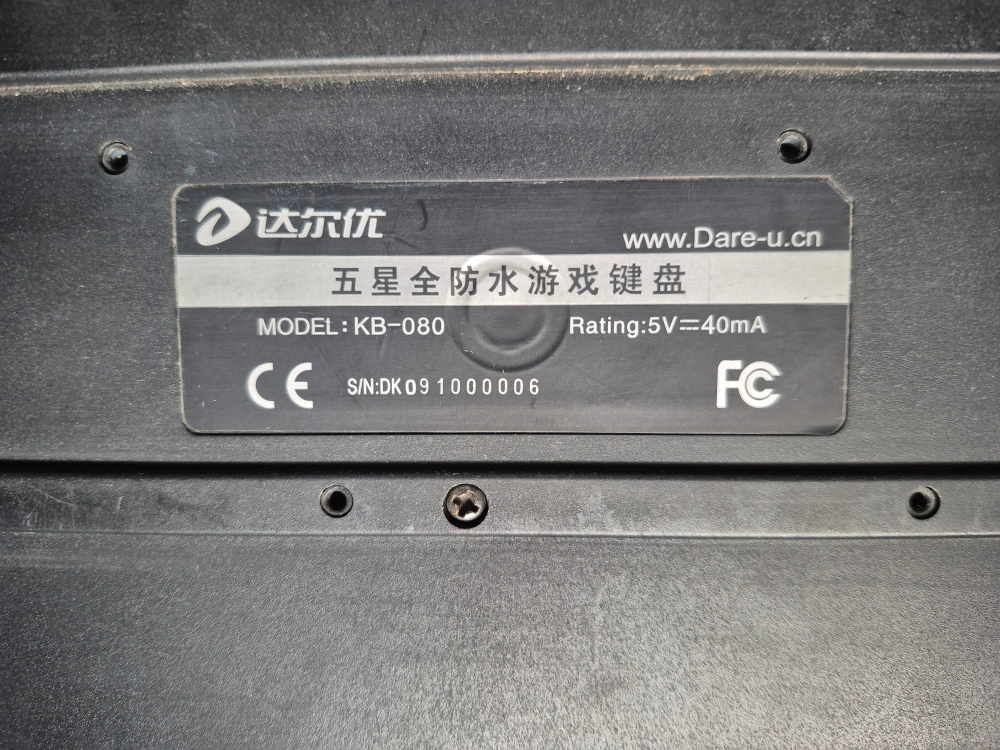 达尔优
www.Dare-u.cn
五星全防水游戏键盘
MODEL: KB-080
Rating:5V⎓40mA
CE
S/N:DK091000006
FC